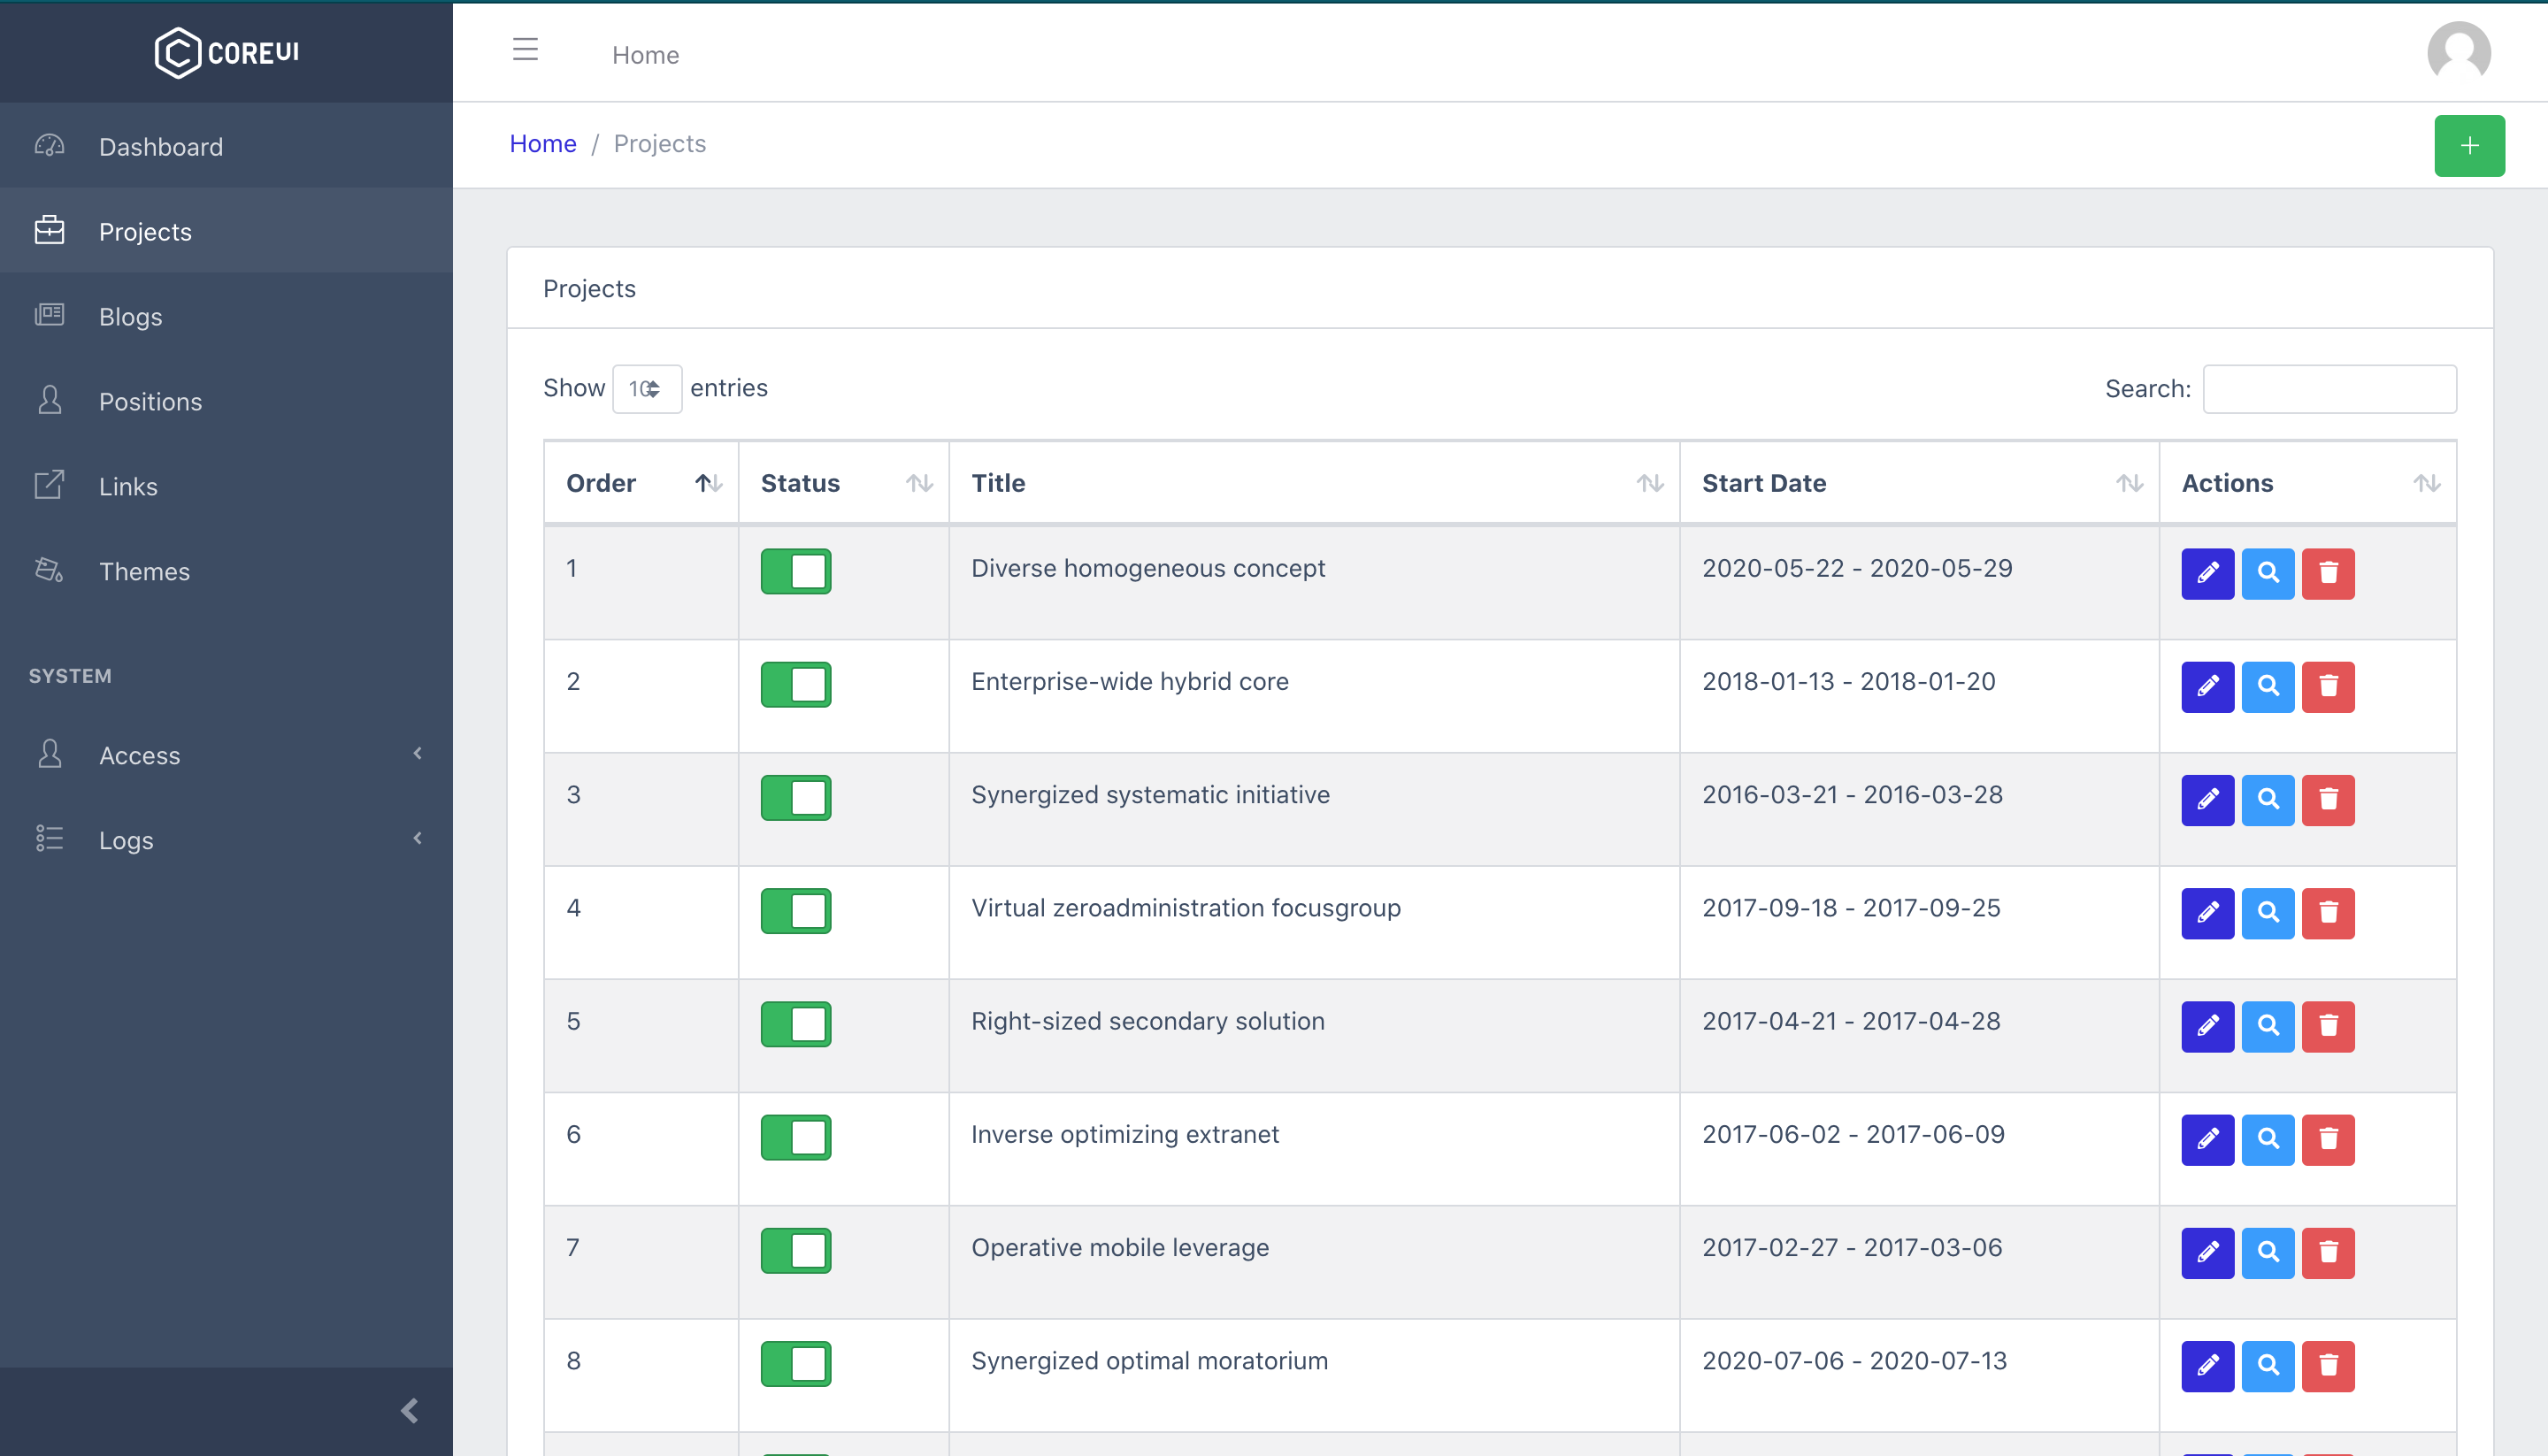 COREUI
Home
Dashboard
Projects
Blogs
Positions
Links
Themes
SYSTEM
Access
Logs
Home / Projects
Projects
Show 10 entries
Search:
Order Status Title Start Date Actions
1 Diverse homogeneous concept 2020-05-22 - 2020-05-29
2 Enterprise-wide hybrid core 2018-01-13 - 2018-01-20
3 Synergized systematic initiative 2016-03-21 - 2016-03-28
4 Virtual zeroadministration focusgroup 2017-09-18 - 2017-09-25
5 Right-sized secondary solution 2017-04-21 - 2017-04-28
6 Inverse optimizing extranet 2017-06-02 - 2017-06-09
7 Operative mobile leverage 2017-02-27 - 2017-03-06
8 Synergized optimal moratorium 2020-07-06 - 2020-07-13